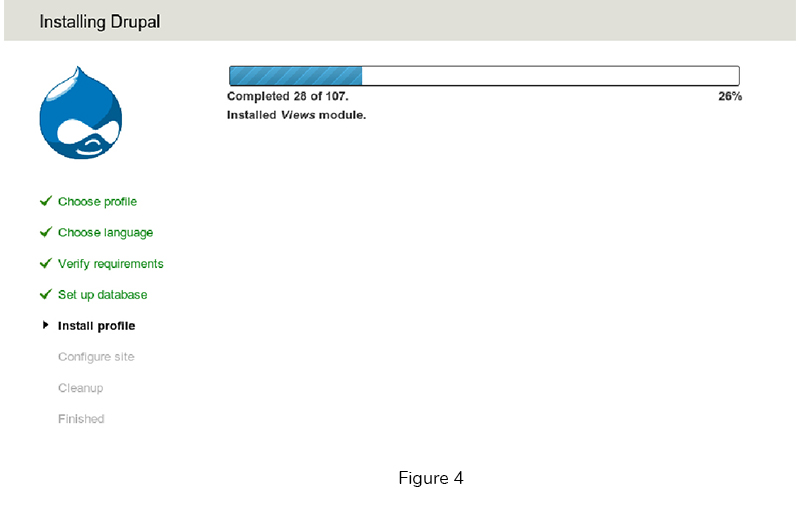 Installing Drupal
Completed 28 of 107.
26%
Installed Views module.
Choose profile
Choose language
Verify requirements
Set up database
Install profile
Configure site
Cleanup
Finished
Figure 4